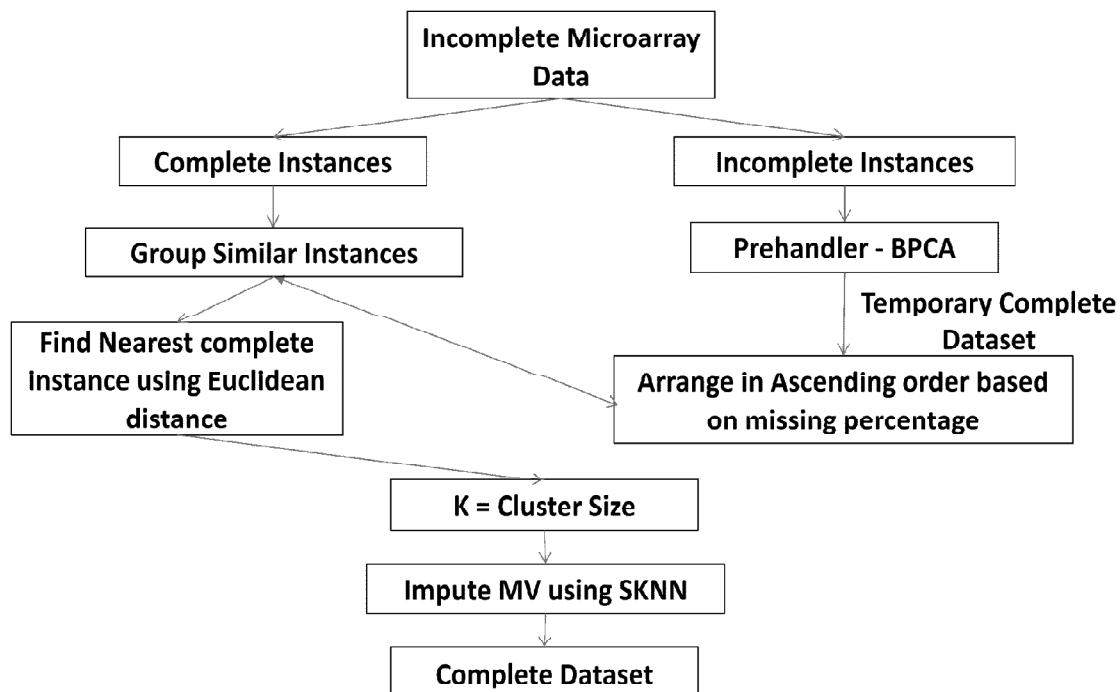 Incomplete Microarray
Data
Complete Instances
Incomplete Instances
Group Similar Instances
Prehandler - BPCA
Temporary Complete
Dataset
Find Nearest complete
instance using Euclidean
distance
Arrange in Ascending order based
on missing percentage
K = Cluster Size
Impute MV using SKNN
Complete Dataset